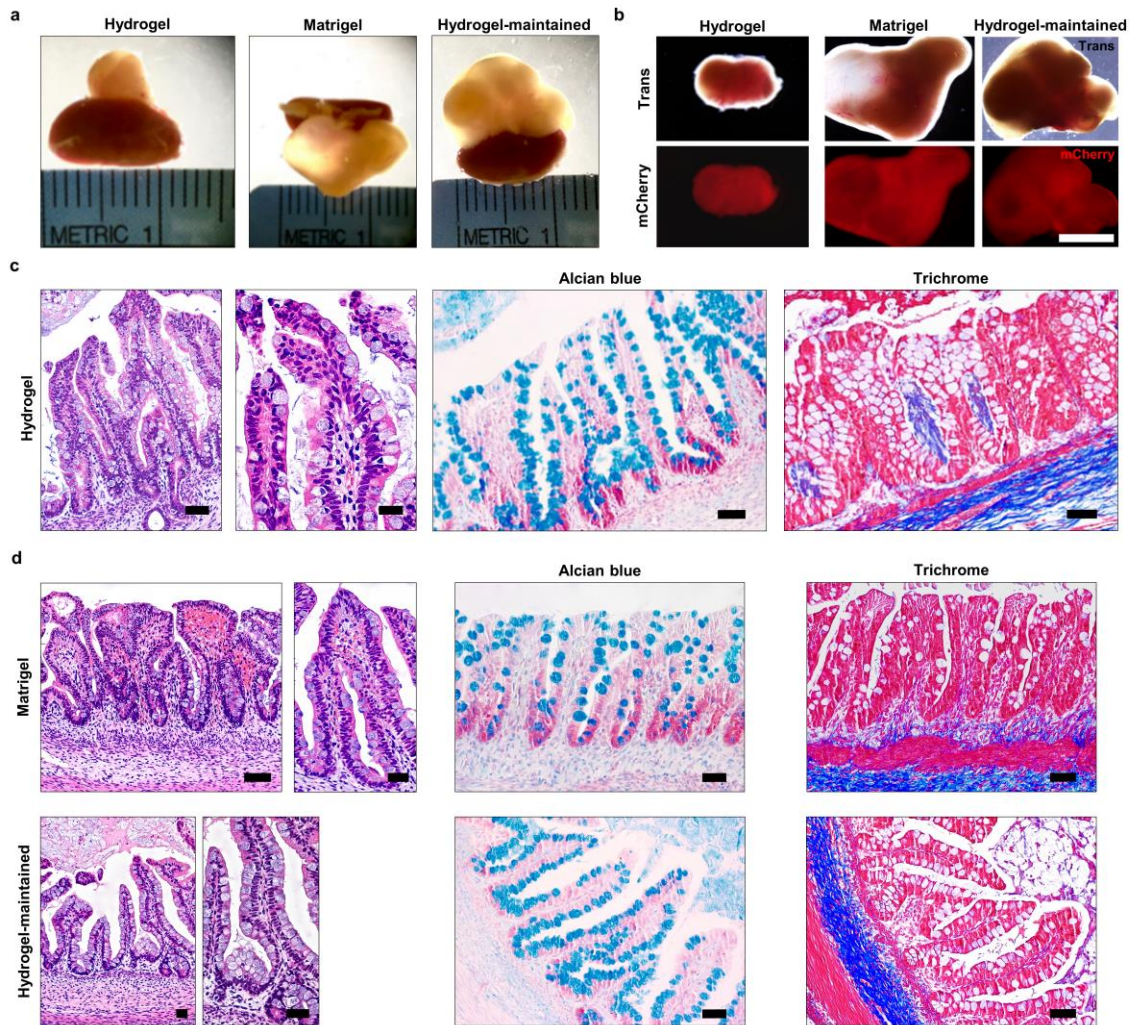 a
Hydrogel
Matrigel
Hydrogel-maintained
METRIC 1
METRIC 1
METRIC 1
b
Hydrogel
Matrigel
Hydrogel-maintained
Trans
Trans
mCherry
mCherry
c
Alcian blue
Trichrome
Hydrogel
d
Alcian blue
Trichrome
Matrigel
Hydrogel-maintained